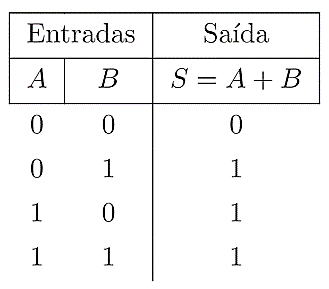 Entradas Saída
A B S = A + B
0 0 0
0 1 1
1 0 1
1 1 1